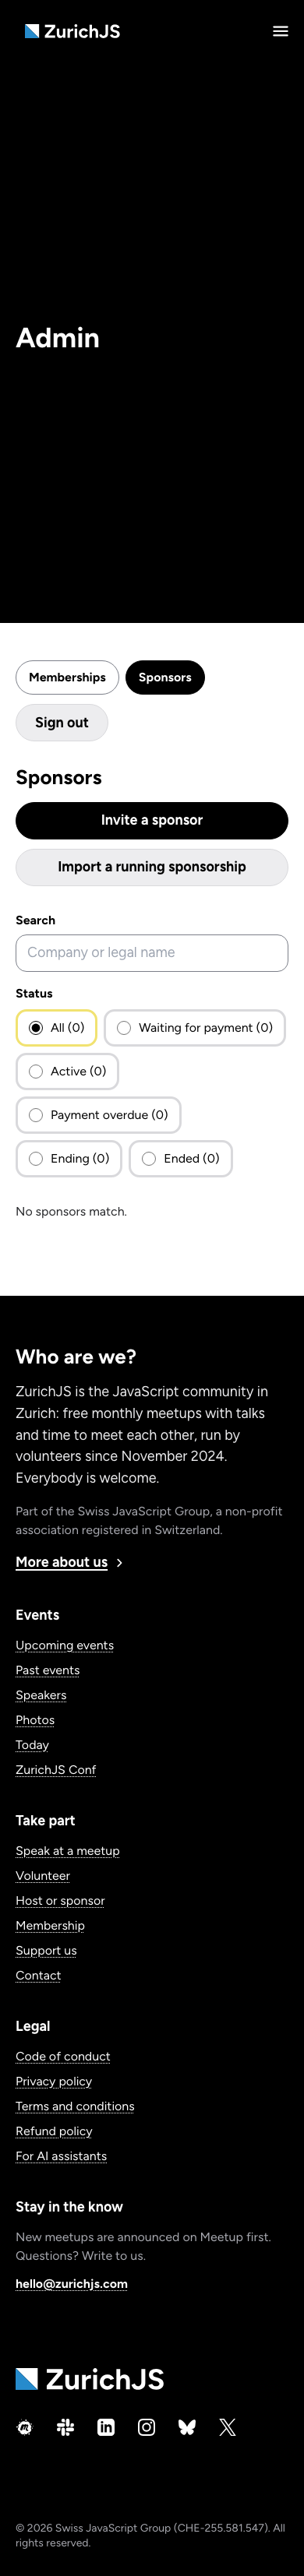 ZurichJS
Admin
Memberships
Sponsors
Sign out
Sponsors
Invite a sponsor
Import a running sponsorship
Search
Company or legal name
Status
All (0)
Waiting for payment (0)
Active (0)
Payment overdue (0)
Ending (0)
Ended (0)
No sponsors match.
Who are we?
ZurichJS is the JavaScript community in
Zurich: free monthly meetups with talks
and time to meet each other, run by
volunteers since November 2024.
Everybody is welcome.
Part of the Swiss JavaScript Group, a non-profit
association registered in Switzerland.
More about us
Events
Upcoming events
Past events
Speakers
Photos
Today
ZurichJS Conf
Take part
Speak at a meetup
Volunteer
Host or sponsor
Membership
Support us
Contact
Legal
Code of conduct
Privacy policy
Terms and conditions
Refund policy
For AI assistants
Stay in the know
New meetups are announced on Meetup first.
Questions? Write to us.
hello@zurichjs.com
ZurichJS
© 2026 Swiss JavaScript Group (CHE-255.581.547). All
rights reserved.